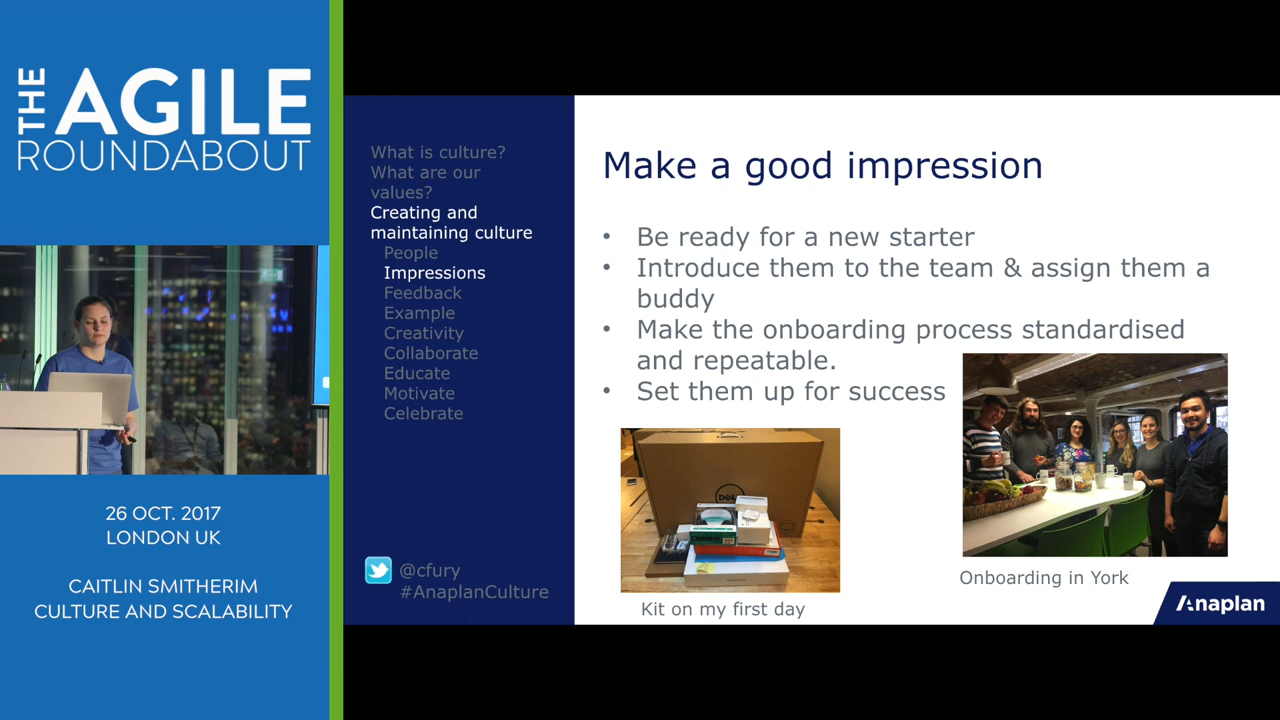 THE AGILE
ROUNDABOUT
26 OCT. 2017
LONDON UK
CAITLIN SMITHERIM
CULTURE AND SCALABILITY
What is culture?
What are our
values?
Creating and
maintaining culture
People
Impressions
Feedback
Example
Creativity
Collaborate
Educate
Motivate
Celebrate
@cfury
#AnaplanCulture
Make a good impression
• Be ready for a new starter
• Introduce them to the team & assign them a
buddy
• Make the onboarding process standardised
and repeatable.
• Set them up for success
DELL
Kit on my first day
Onboarding in York
Anaplan